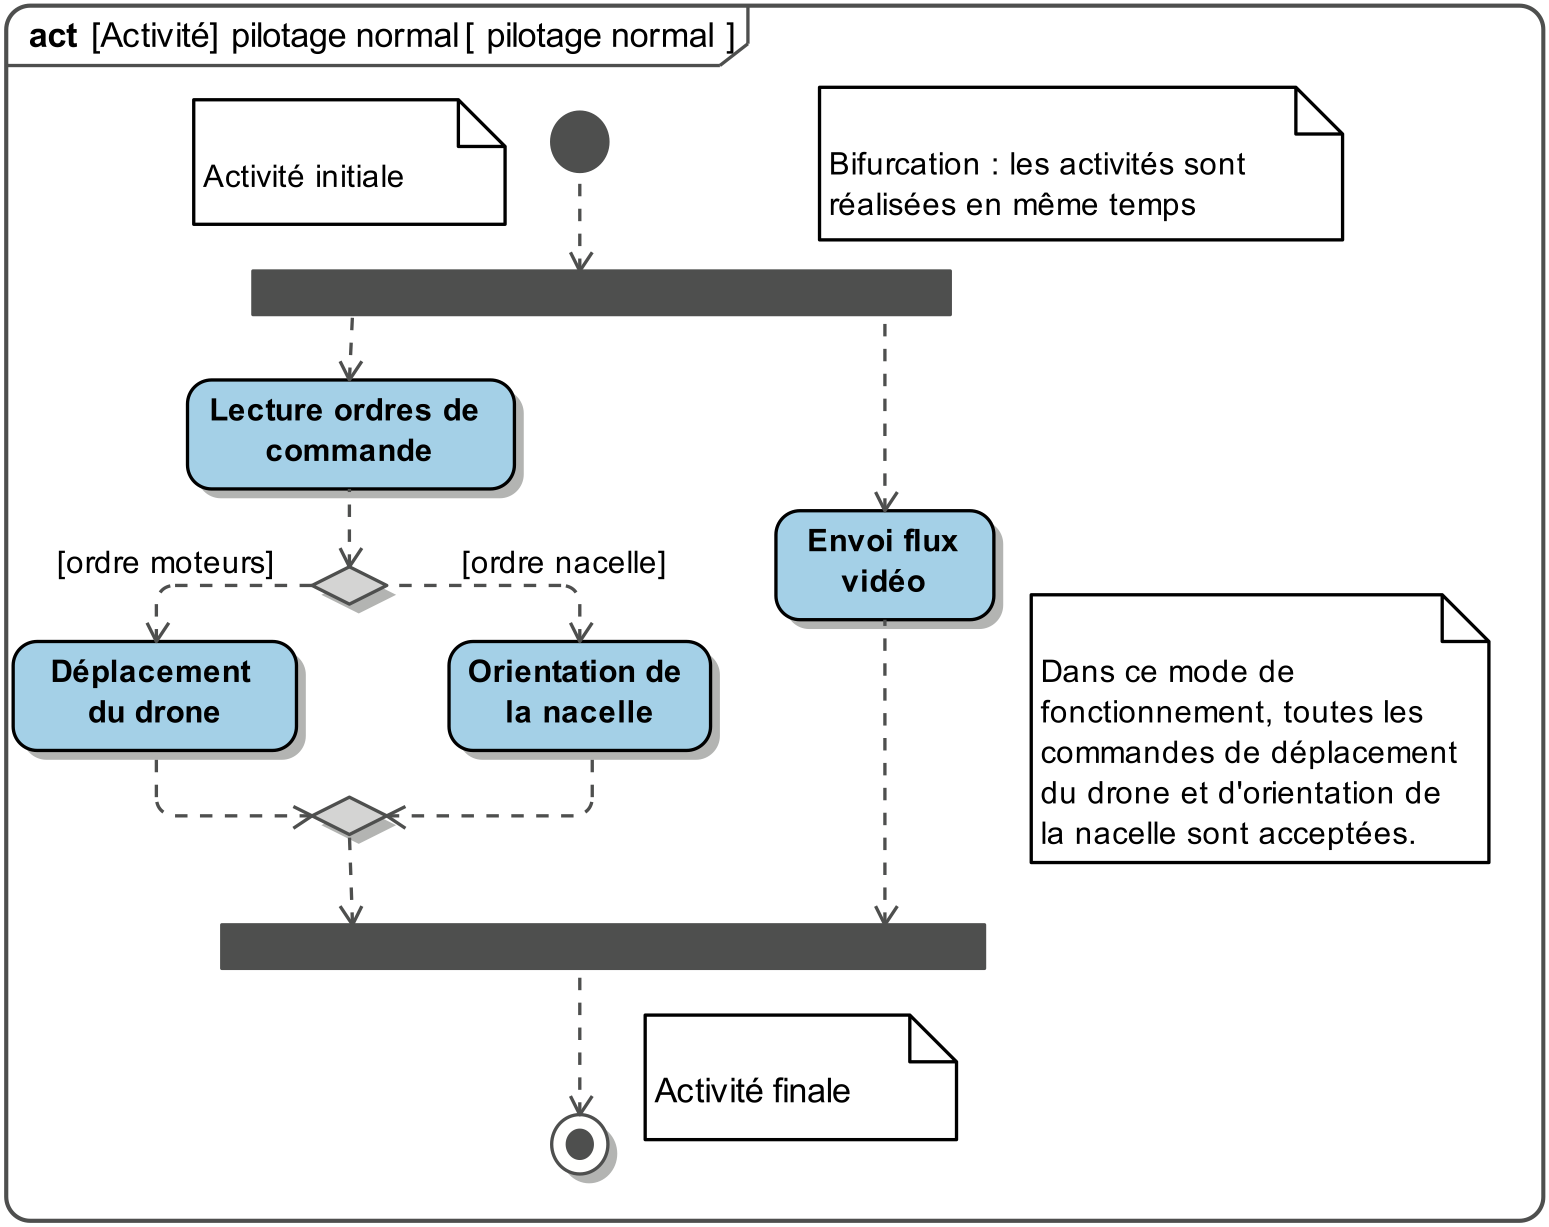 act [Activité] pilotage normal [ pilotage normal ]
Activité initiale
Bifurcation : les activités sont
réalisées en même temps
Lecture ordres de
commande
[ordre moteurs]
[ordre nacelle]
Envoi flux
vidéo
Déplacement
du drone
Orientation de
la nacelle
Dans ce mode de
fonctionnement, toutes les
commandes de déplacement
du drone et d'orientation de
la nacelle sont acceptées.
Activité finale